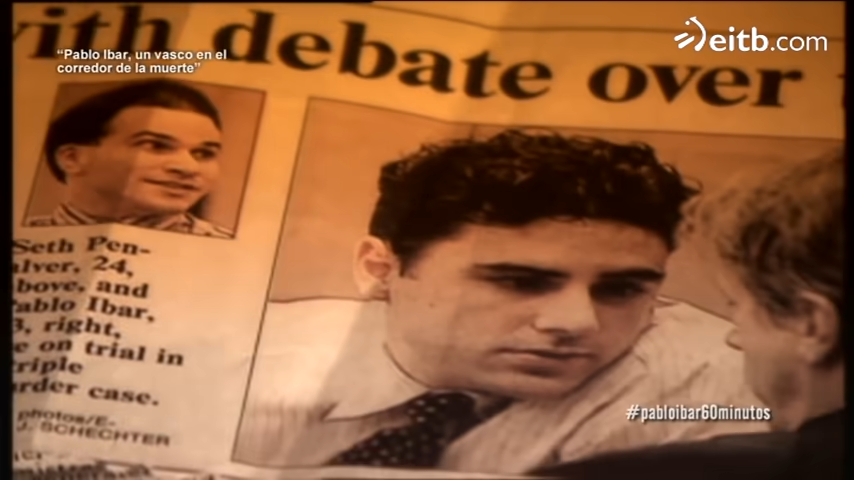 eitb.com
"Pablo Ibar, un vasco en el
corredor de la muerte"
with debate over
Seth Pen-
alver, 24,
bove, and
ablo Ibar,
3, right,
e on trial in
riple
rder case.
photos/E-
J. SCHECHTER
#pabloibar60minutos